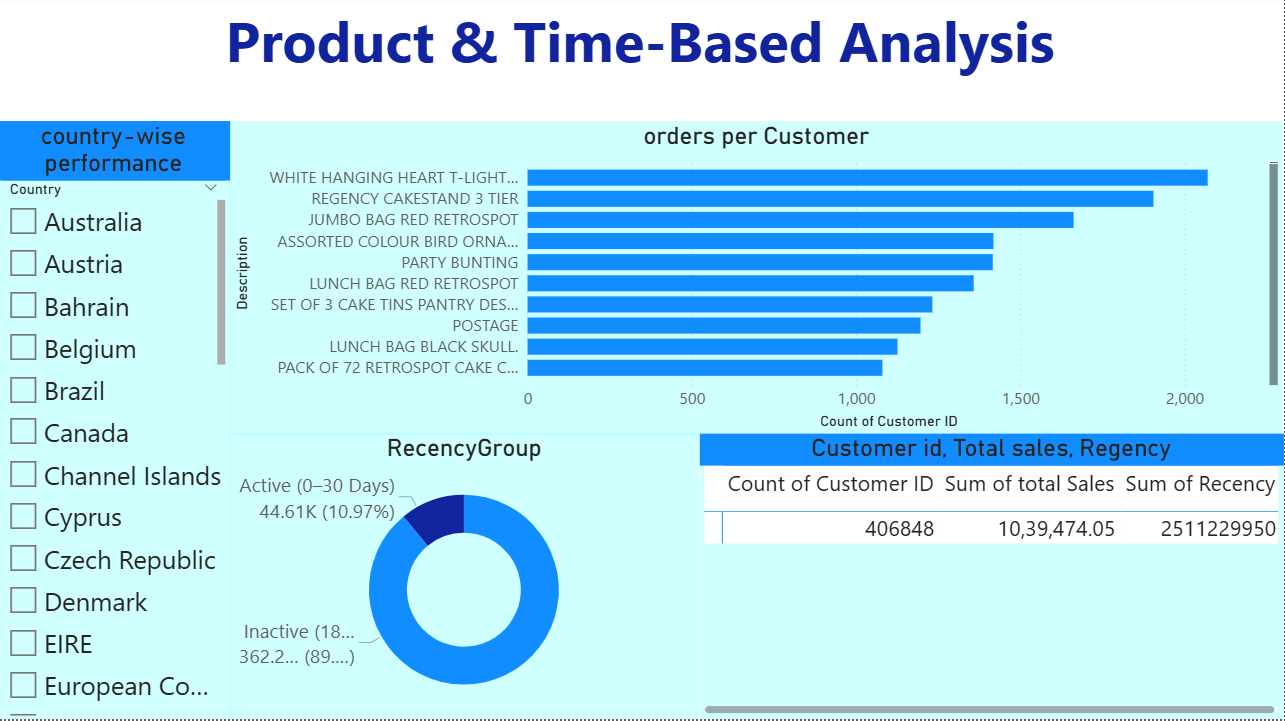 Product & Time-Based Analysis
country-wise
performance
Country
Australia
Austria
Bahrain
Belgium
Brazil
Canada
Channel Islands
Cyprus
Czech Republic
Denmark
EIRE
European Co...
orders per Customer
Description
WHITE HANGING HEART T-LIGHT...
REGENCY CAKESTAND 3 TIER
JUMBO BAG RED RETROSPOT
ASSORTED COLOUR BIRD ORNA...
PARTY BUNTING
LUNCH BAG RED RETROSPOT
SET OF 3 CAKE TINS PANTRY DES...
POSTAGE
LUNCH BAG BLACK SKULL.
PACK OF 72 RETROSPOT CAKE C...
0 500 1,000 1,500 2,000
Count of Customer ID
RecencyGroup
Active (0–30 Days)
44.61K (10.97%)
Inactive (18...
362.2... (89....)
Customer id, Total sales, Regency
Count of Customer ID Sum of total Sales Sum of Recency
406848 10,39,474.05 2511229950